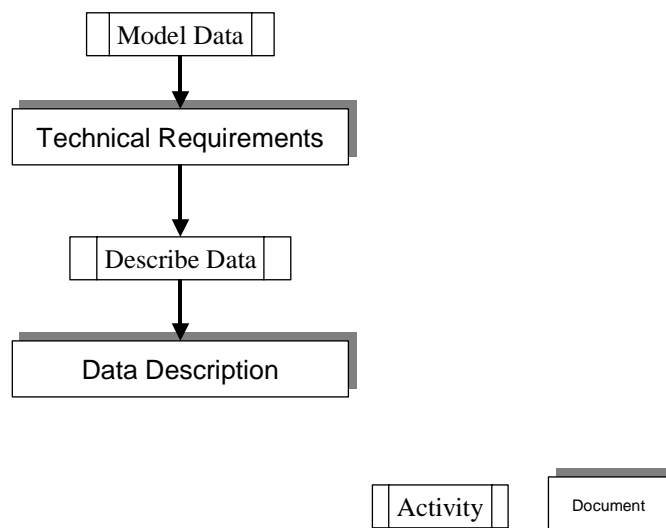 Model Data
Technical Requirements
Describe Data
Data Description
Activity
Document